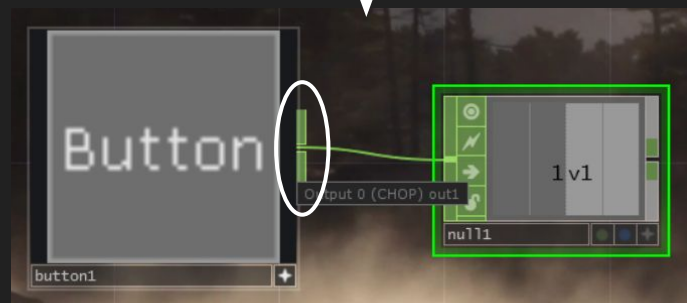 Button
Output 0 (CHOP) out1
1 v1
button1
null1